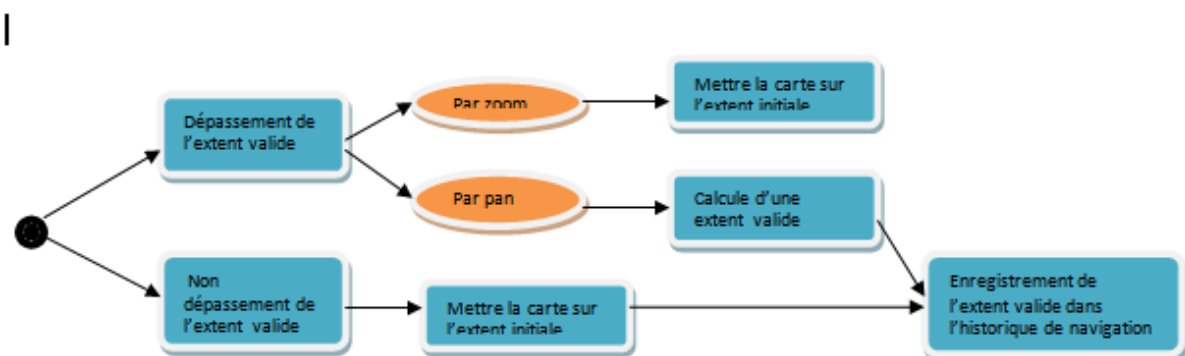 Par zoom
Mettre la carte sur
l'extent initiale
Dépassement de
l'extent valide
Par pan
Calcule d'une
extent valide
Non
dépassement de
l'extent valide
Mettre la carte sur
l'extent initiale
Enregistrement de
l'extent valide dans
l'historique de navigation